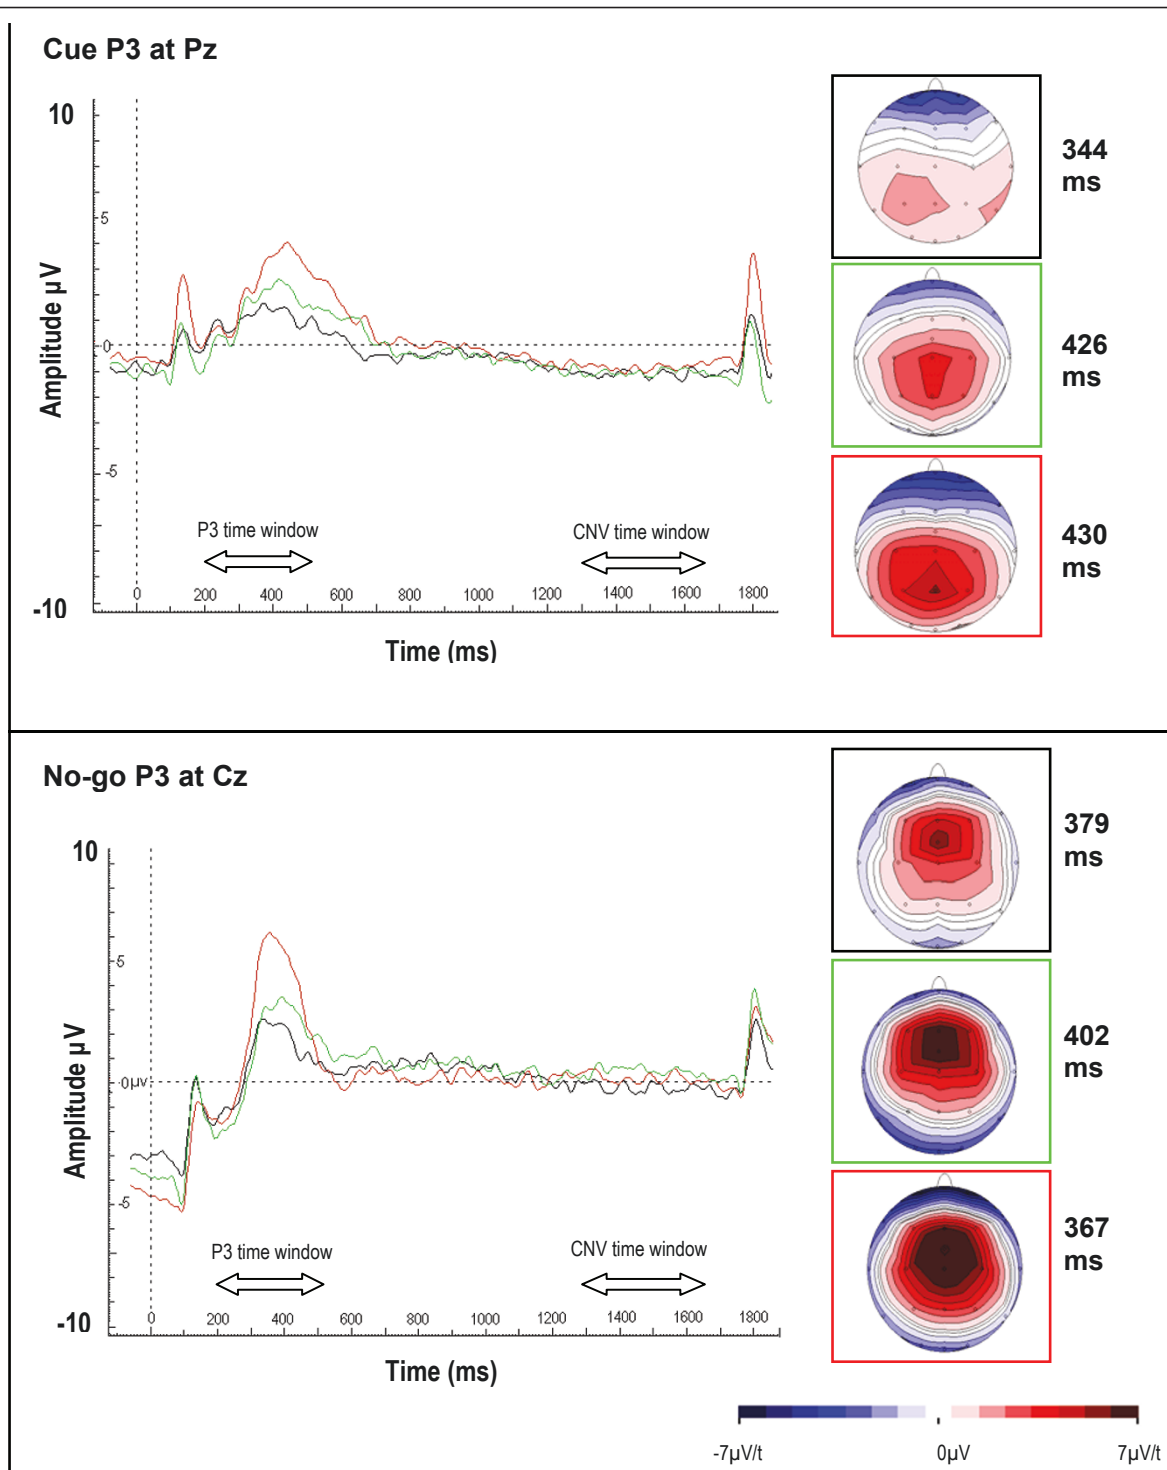 Cue P3 at Pz
10
5
0
-5
-10
Amplitude µV
P3 time window
CNV time window
0 200 400 600 800 1000 1200 1400 1600 1800
Time (ms)
344
ms
426
ms
430
ms
No-go P3 at Cz
10
5
0 µV
-5
-10
Amplitude µV
P3 time window
CNV time window
0 200 400 600 800 1000 1200 1400 1600 1800
Time (ms)
379
ms
402
ms
367
ms
-7µV/t 0µV 7µV/t